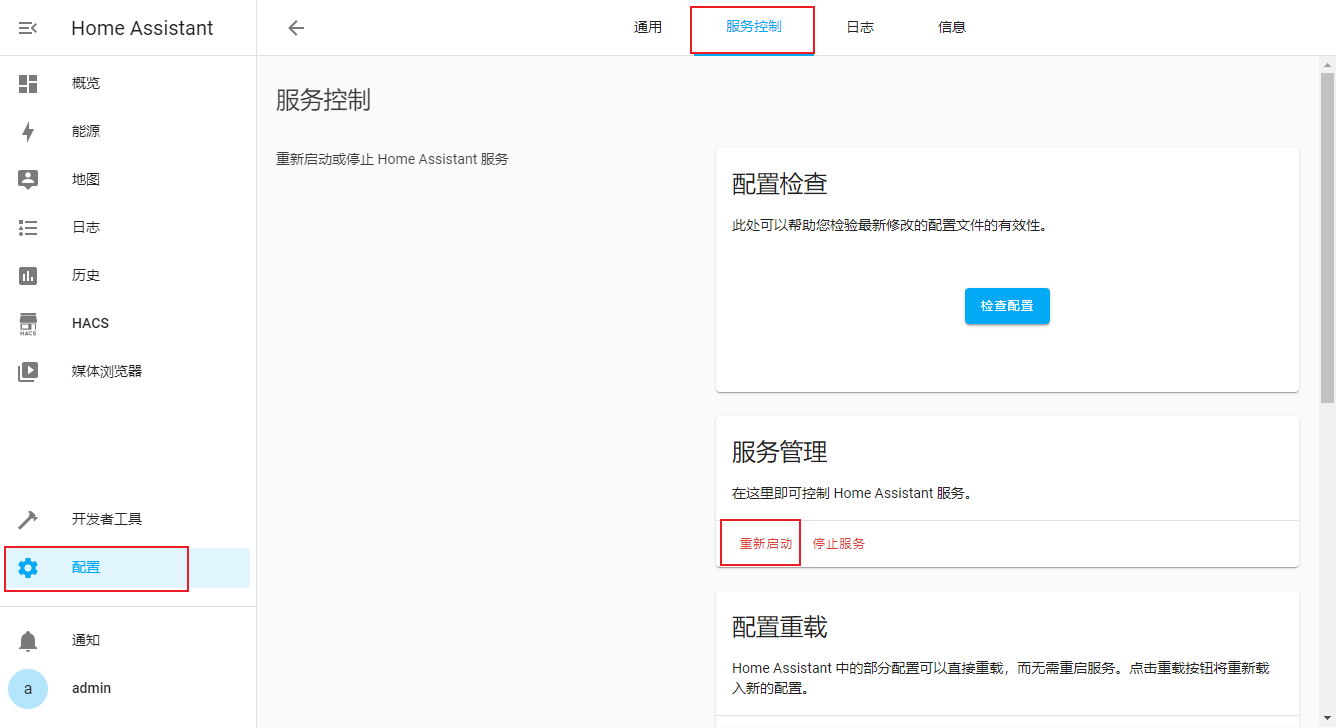 Home Assistant
通用
服务控制
日志
信息
概览
能源
地图
日志
历史
HACS
HACS
媒体浏览器
开发者工具
配置
通知
a
admin
服务控制
重新启动或停止 Home Assistant 服务
配置检查
此处可以帮助您检验最新修改的配置文件的有效性。
检查配置
服务管理
在这里即可控制 Home Assistant 服务。
重新启动
停止服务
配置重载
Home Assistant 中的部分配置可以直接重载，而无需重启服务。点击重载按钮将重新载
入新的配置。